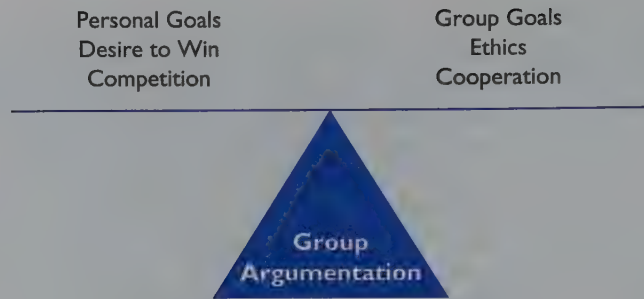 Personal Goals
Desire to Win
Competition
Group Goals
Ethics
Cooperation
Group
Argumentation